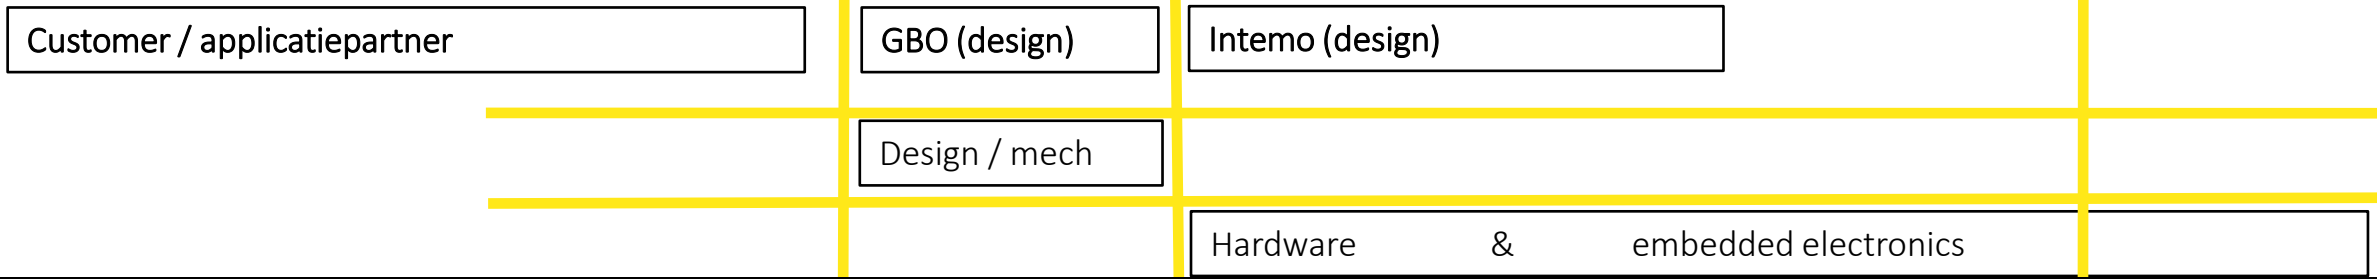 Customer / applicatiepartner
GBO (design)
Intemo (design)
Design / mech
Hardware & embedded electronics